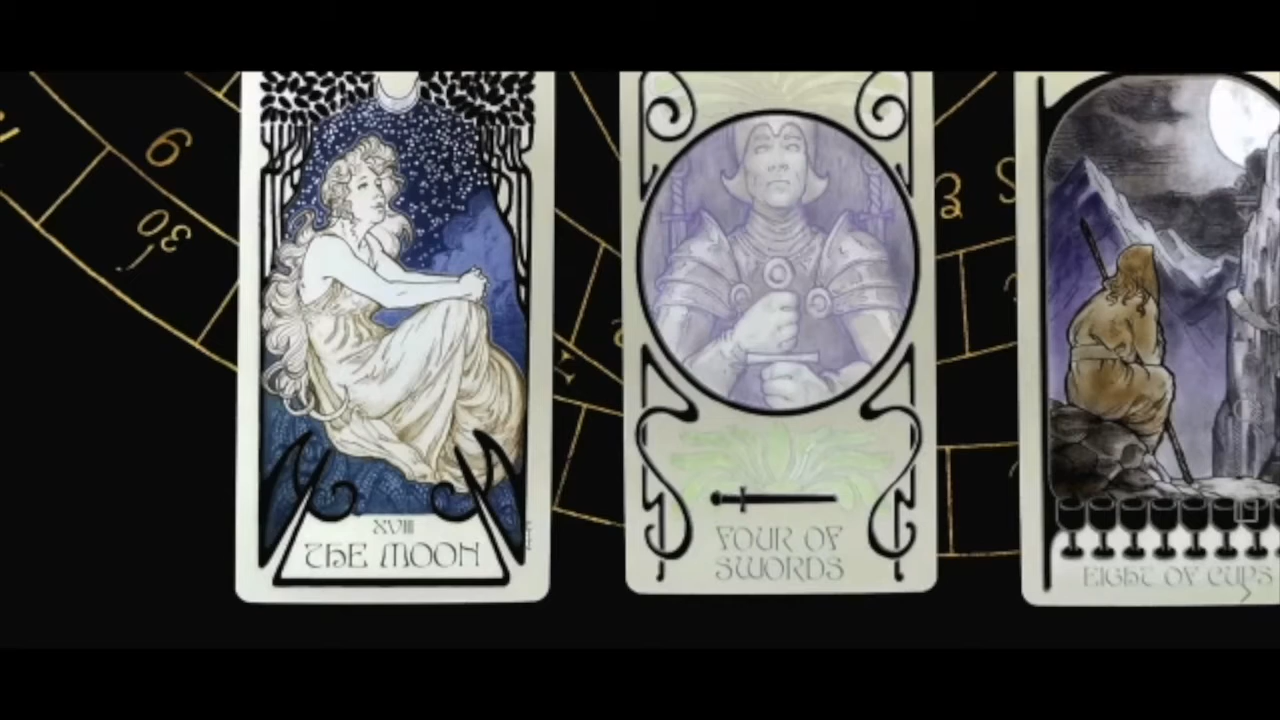 XVIII
THE MOON
FOUR OF
SWORDS
EIGHT OF CUPS